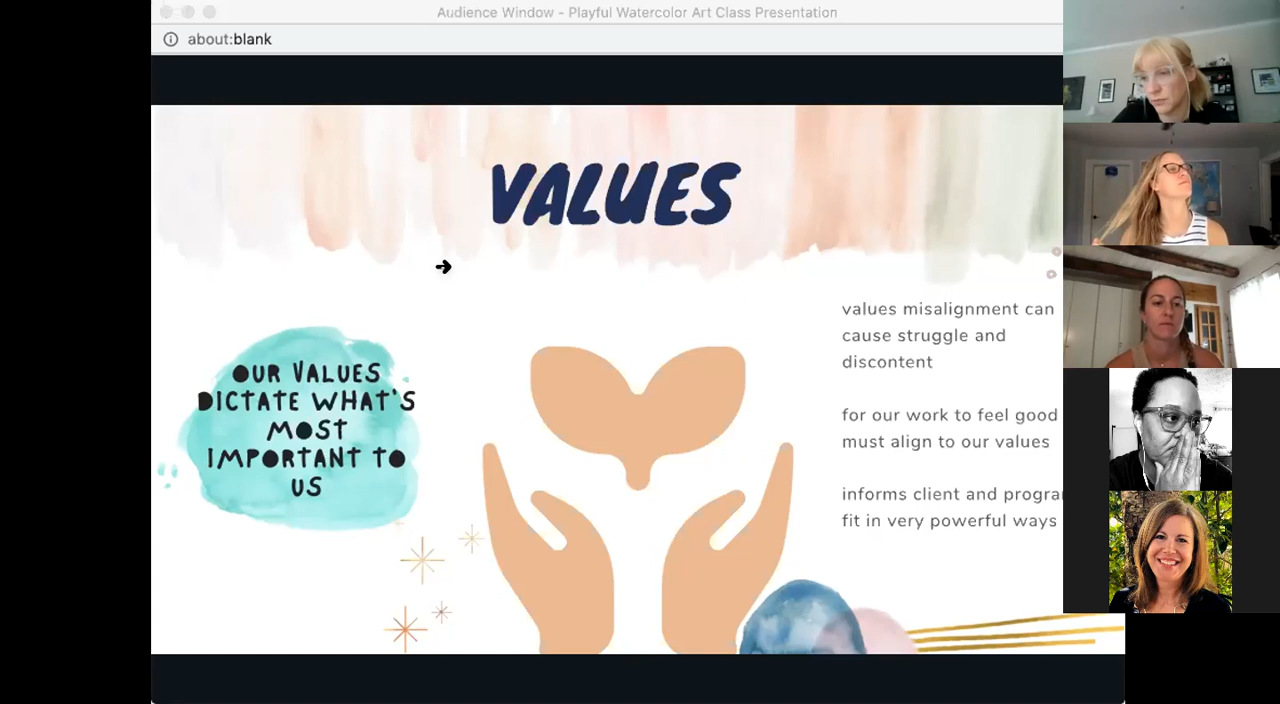 Audience Window - Playful Watercolor Art Class Presentation
about:blank
VALUES
OUR VALUES
DICTATE WHAT'S
MOST
IMPORTANT TO
US
values misalignment can
cause struggle and
discontent
for our work to feel good
must align to our values
informs client and progra
fit in very powerful ways